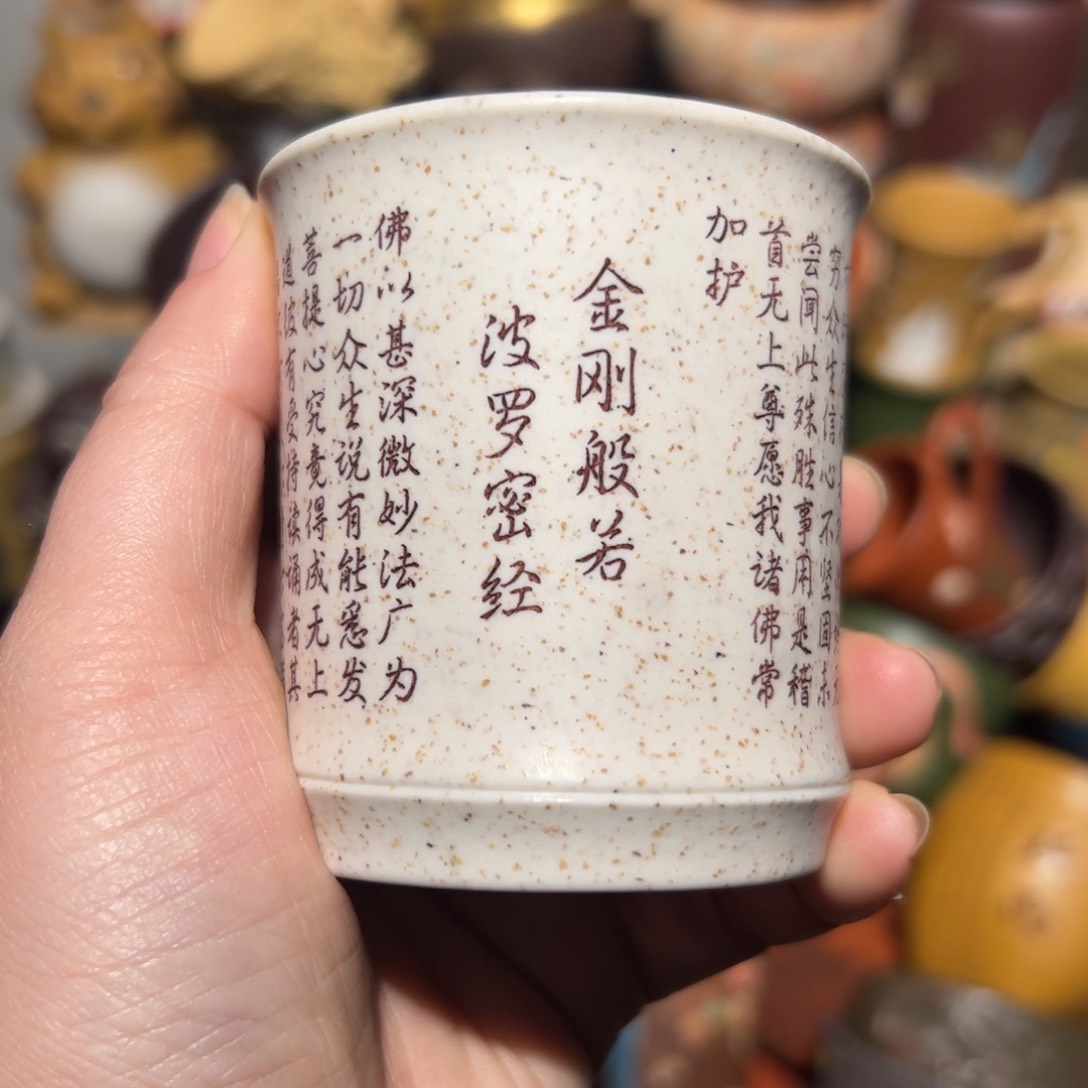 穷众生信心不坚固未
尝闻此殊胜事用是稽
首无上尊愿我诸佛常
加护
金刚般若
波罗密经
佛以甚深微妙法广为
一切众生说有能悉发
菩提心究竟得成无上
道彼有受持读诵者其